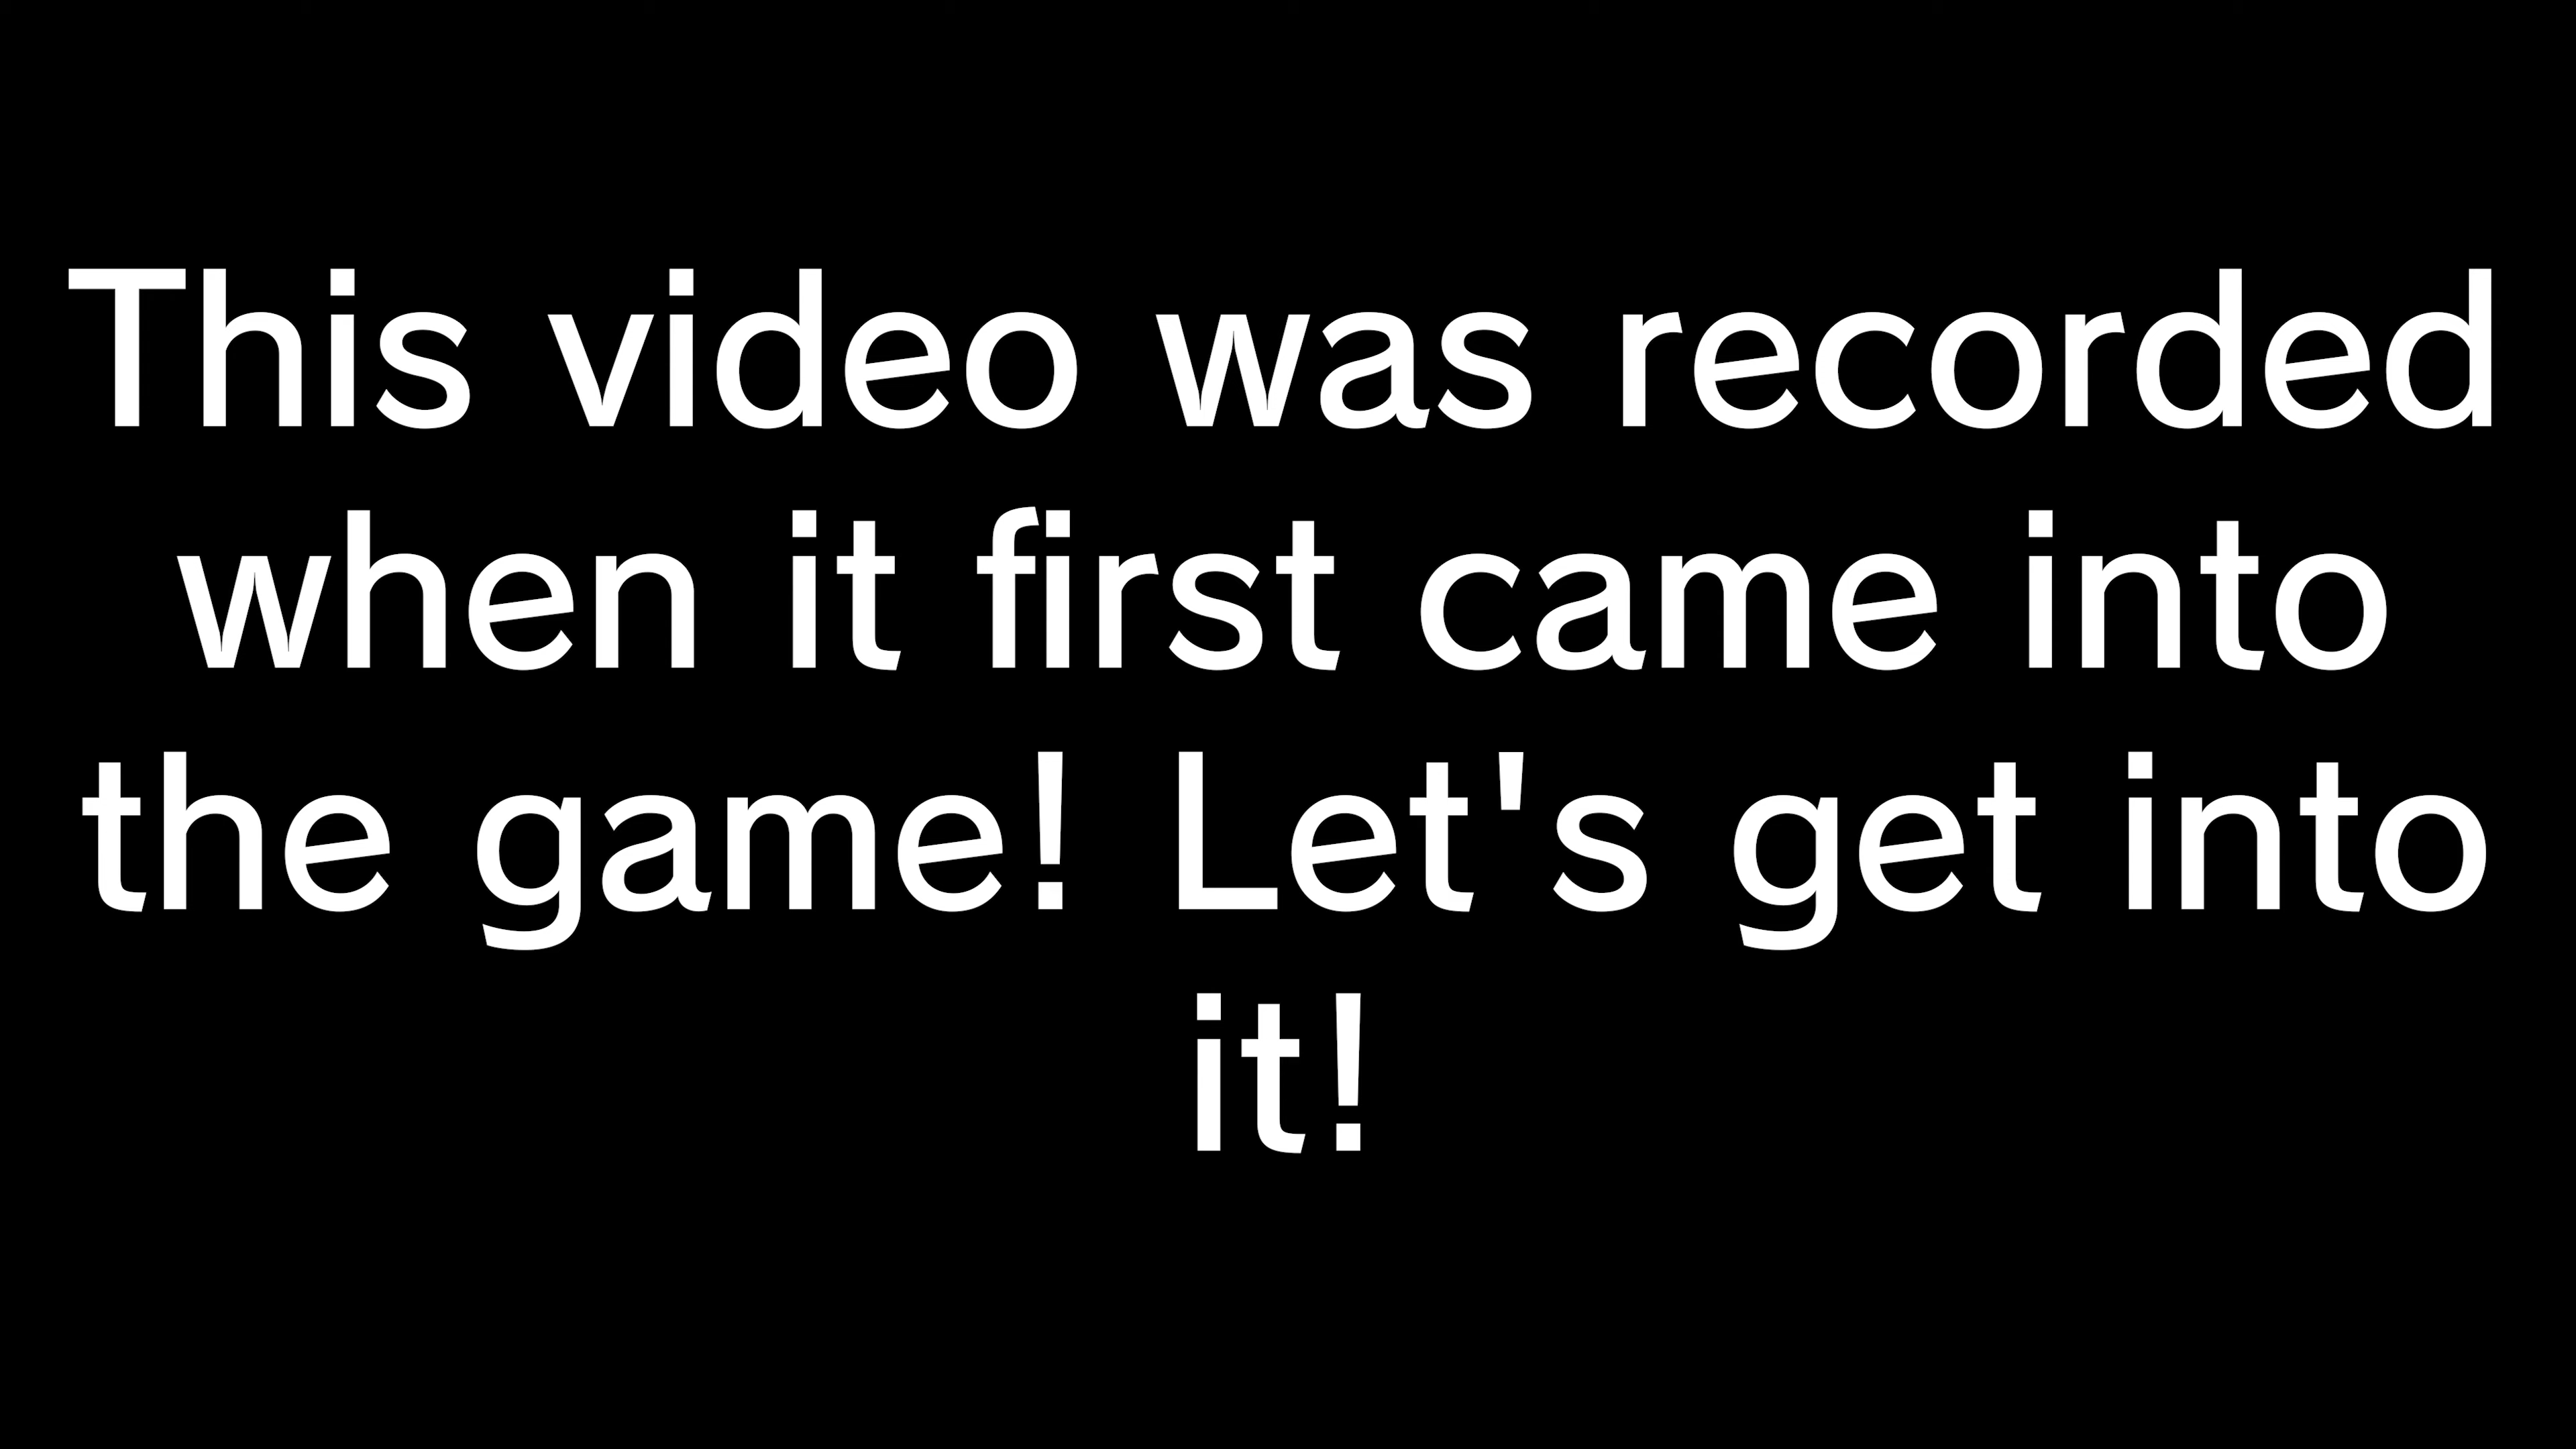 This video was recorded
when it first came into
the game! Let's get into
it!